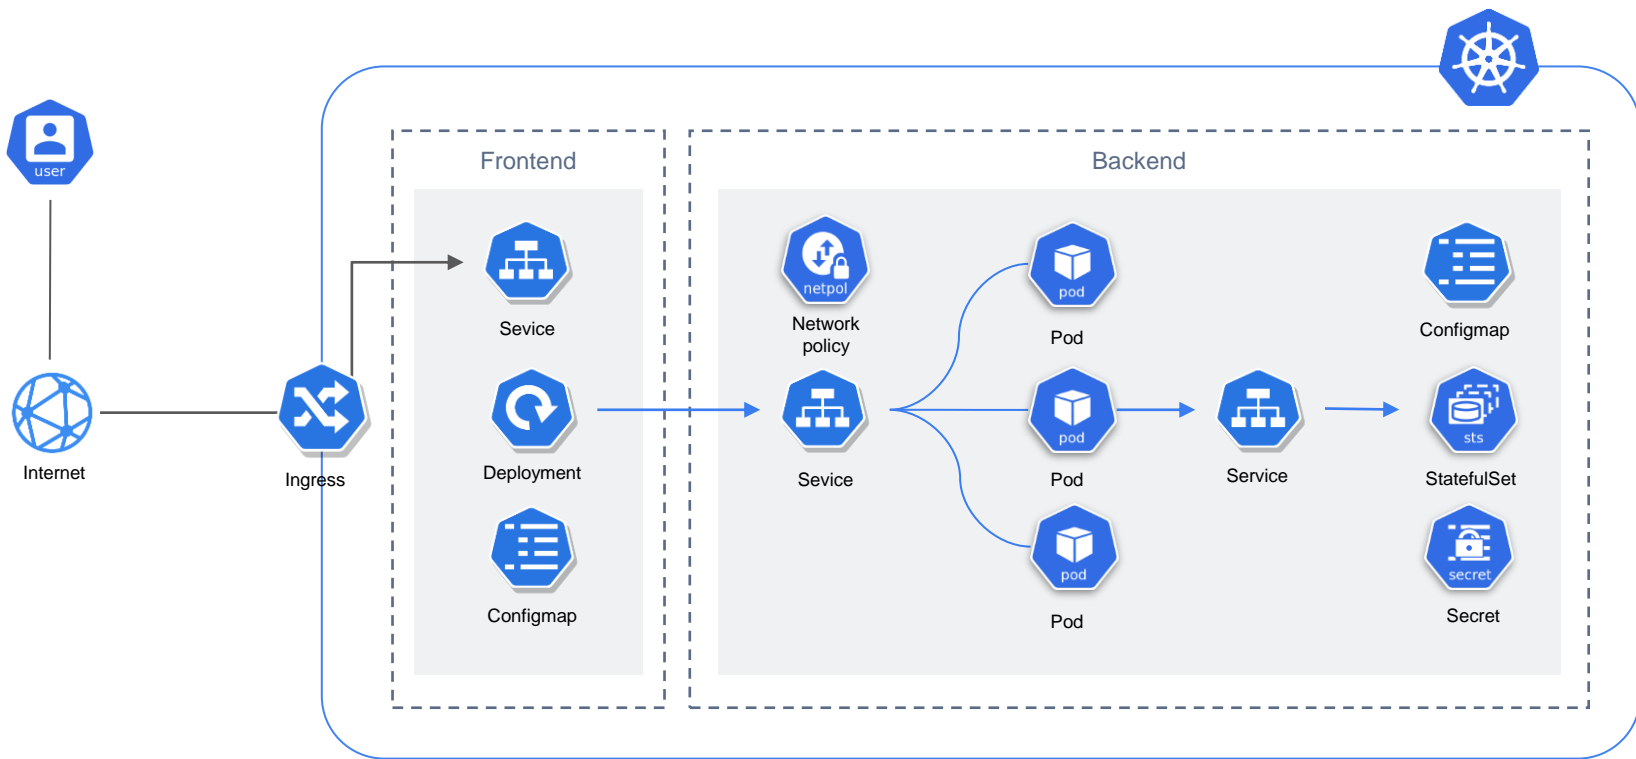 user
Internet
Ingress
Frontend
Sevice
Deployment
Configmap
Backend
netpol
Network
policy
Sevice
pod
Pod
pod
Pod
pod
Pod
Service
Configmap
sts
StatefulSet
secret
Secret